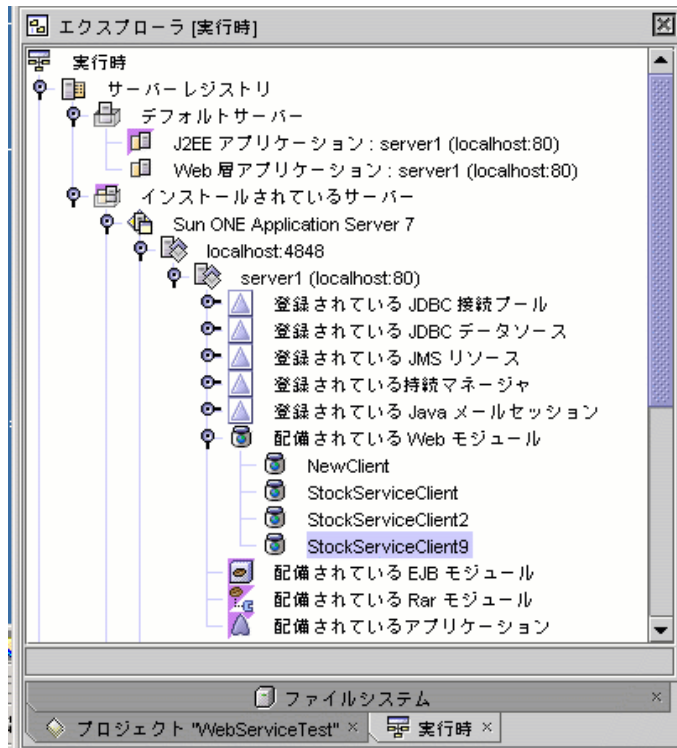 エクスプローラ [実行時]
実行時
サーバーレジストリ
デフォルトサーバー
J2EE アプリケーション : server1 (localhost:80)
Web 層アプリケーション : server1 (localhost:80)
インストールされているサーバー
Sun ONE Application Server 7
localhost:4848
server1 (localhost:80)
登録されている JDBC 接続プール
登録されている JDBC データソース
登録されている JMS リソース
登録されている持続マネージャ
登録されている Java メールセッション
配備されている Web モジュール
NewClient
StockServiceClient
StockServiceClient2
StockServiceClient9
配備されている EJB モジュール
配備されている Rar モジュール
配備されているアプリケーション
ファイルシステム
プロジェクト "WebServiceTest" 実行時